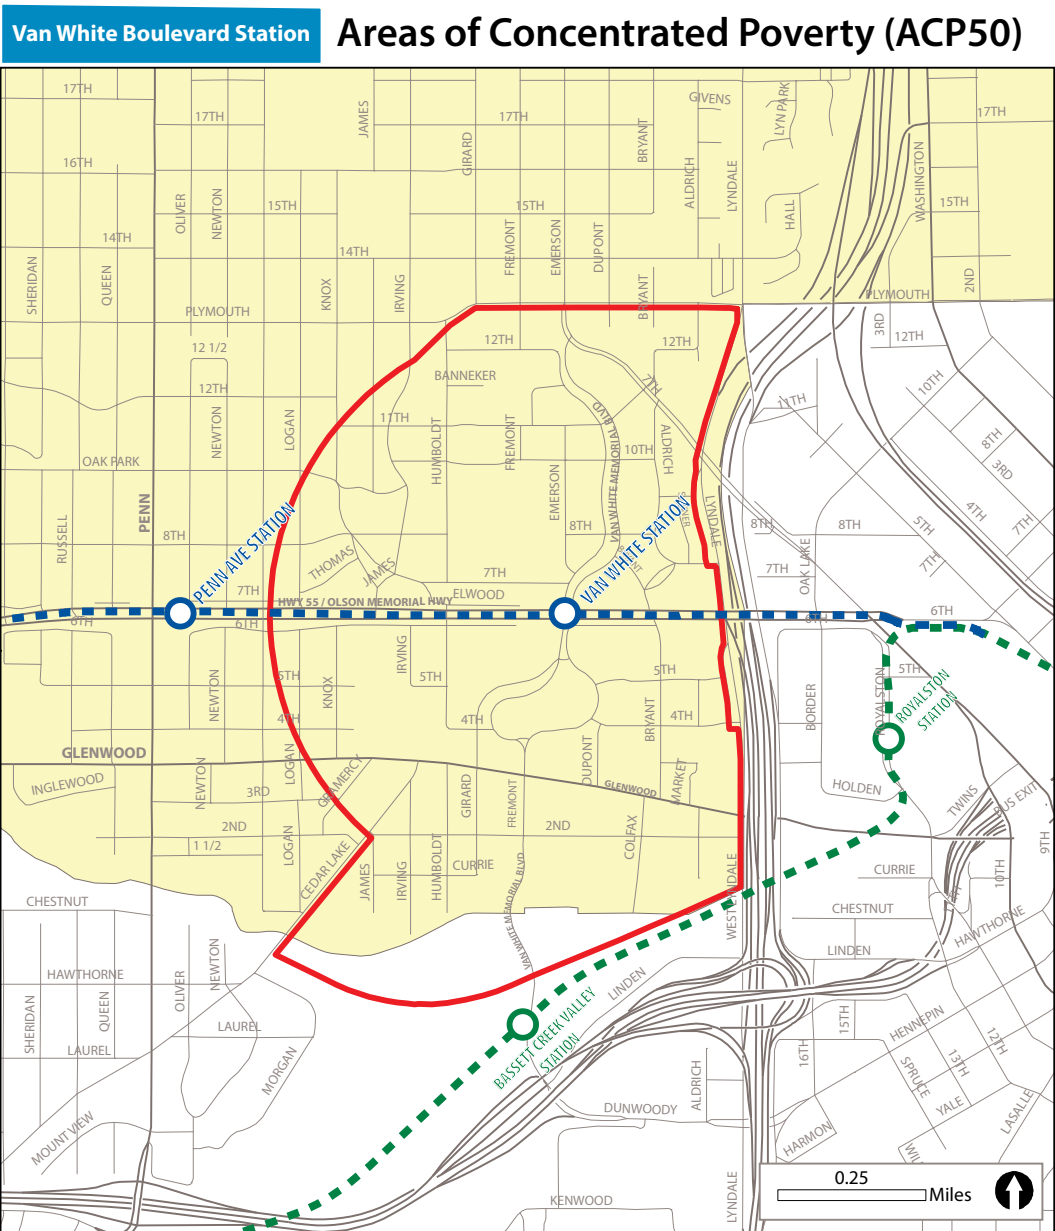 Van White Boulevard Station
Areas of Concentrated Poverty (ACP50)
17TH
JAMES
GIVENS
LYN PARK
17TH
17TH
17TH
GIRARD
BRYANT
WASHINGTON
16TH
ALDRICH
LYNDALE
OLIVER
NEWTON
15TH
15TH
HALL
15TH
14TH
14TH
FREMONT
EMERSON
DUPONT
SHERIDAN
QUEEN
KNOX
IRVING
BRYANT
2ND
PLYMOUTH
PLYMOUTH
3RD
12TH
12 1/2
12TH
12TH
BANNEKER
7TH
10TH
12TH
11TH
11TH
NEWTON
LOGAN
HUMBOLDT
FREMONT
VAN WHITE MEMORIAL BLVD
ALDRICH
8TH
10TH
3RD
OAK PARK
EMERSON
PENN
RUSSELL
PENN AVE STATION
VAN WHITE STATION
LYNDALE
4TH
8TH
8TH
8TH
8TH
5TH
7TH
THOMAS
JAMES
7TH
7TH
OAK LAKE
7TH
7TH
ELWOOD
HWY 55 / OLSON MEMORIAL HWY
6TH
6TH
6TH
6TH
IRVING
5TH
5TH
5TH
5TH
NEWTON
KNOX
BORDER
ROYALSTON
ROYALSTON
STATION
4TH
4TH
4TH
BRYANT
GLENWOOD
LOGAN
DUPONT
MARKET
INGLEWOOD
NEWTON
3RD
GRAMERCY
GIRARD
FREMONT
GLENWOOD
HOLDEN
TWINS
BUS EXIT
2ND
2ND
COLFAX
9TH
1 1/2
LOGAN
CEDAR LAKE
JAMES
IRVING
HUMBOLDT
CURRIE
CURRIE
10TH
WEST LYNDALE
CHESTNUT
CHESTNUT
VAN WHITE MEMORIAL BLVD
HAWTHORNE
LINDEN
HAWTHORNE
OLIVER
NEWTON
LINDEN
SHERIDAN
QUEEN
LAUREL
BASSETT CREEK VALLEY
STATION
15TH
HENNEPIN
12TH
LAUREL
MORGAN
16TH
13TH
SPRUCE
ALDRICH
YALE
LASALLE
DUNWOODY
MOUNT VIEW
HARMON
KENWOOD
LYNDALE
0.25
Miles